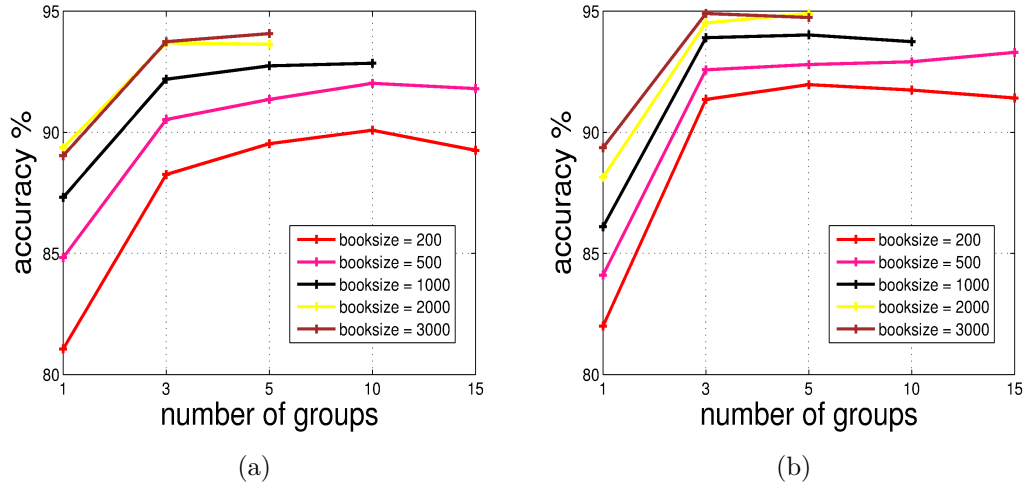 accuracy %
95
90
85
80
1
3
5
10
15
number of groups
booksize = 200
booksize = 500
booksize = 1000
booksize = 2000
booksize = 3000
(a)
accuracy %
95
90
85
80
1
3
5
10
15
number of groups
booksize = 200
booksize = 500
booksize = 1000
booksize = 2000
booksize = 3000
(b)